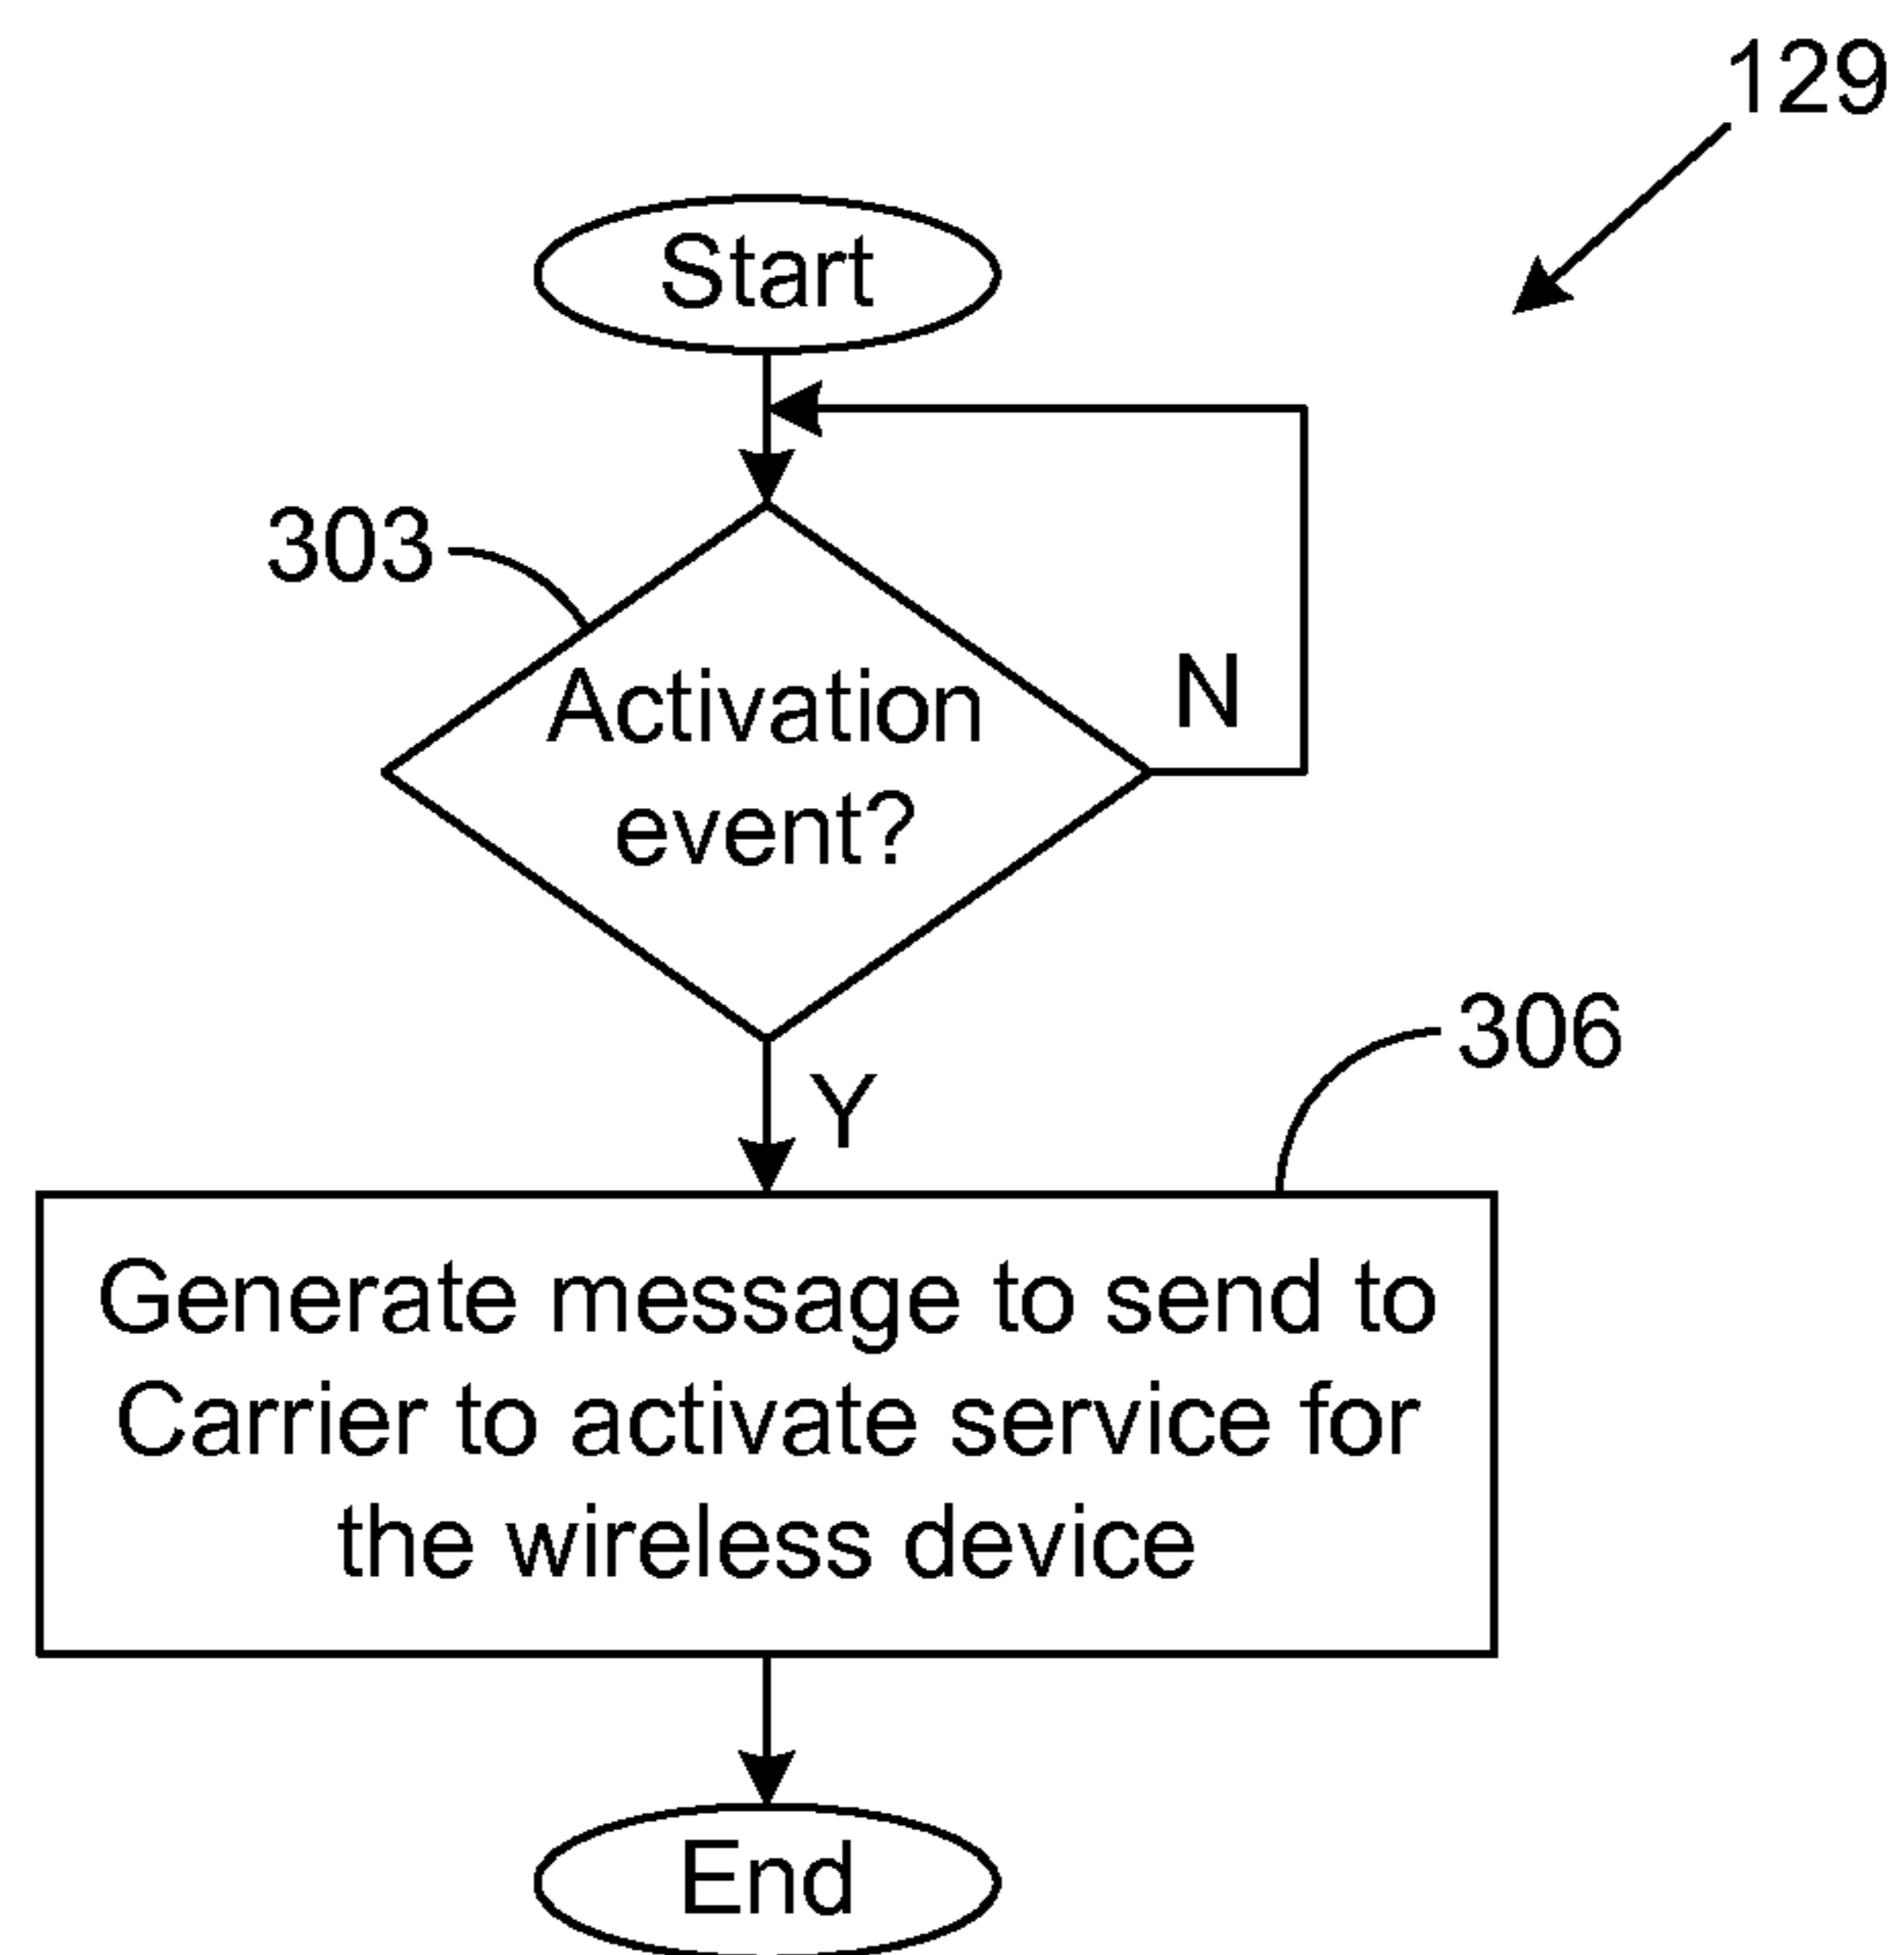 129
Start
303
Activation
event?
N
Y
306
Generate message to send to
Carrier to activate service for
the wireless device
End